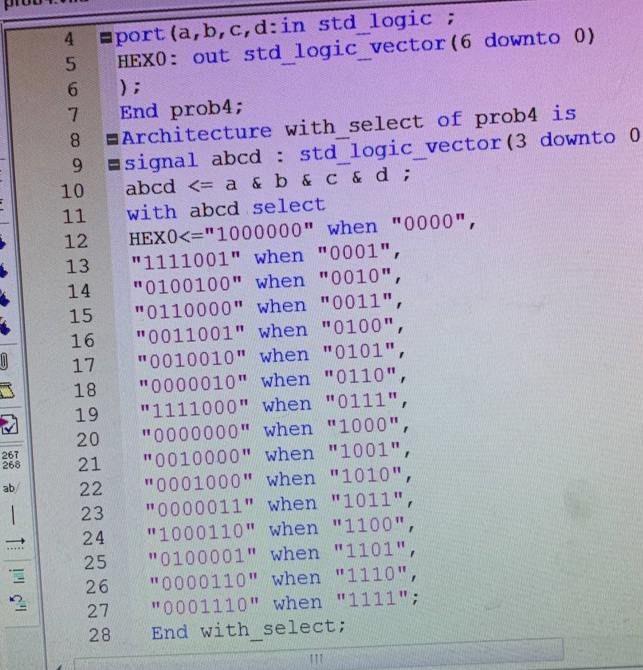 4 port(a,b,c,d:in std_logic ;
5 HEX0: out std_logic_vector(6 downto 0)
6 );
7 End prob4;
8 Architecture with_select of prob4 is
9 signal abcd : std_logic_vector(3 downto 0
10 abcd <= a & b & c & d ;
11 with abcd select
12 HEX0<="1000000" when "0000",
13 "1111001" when "0001",
14 "0100100" when "0010",
15 "0110000" when "0011",
16 "0011001" when "0100",
17 "0010010" when "0101",
18 "0000010" when "0110",
19 "1111000" when "0111",
20 "0000000" when "1000",
21 "0010000" when "1001",
22 "0001000" when "1010",
23 "0000011" when "1011",
24 "1000110" when "1100",
25 "0100001" when "1101",
26 "0000110" when "1110",
27 "0001110" when "1111";
28 End with_select;
267
268
ab/